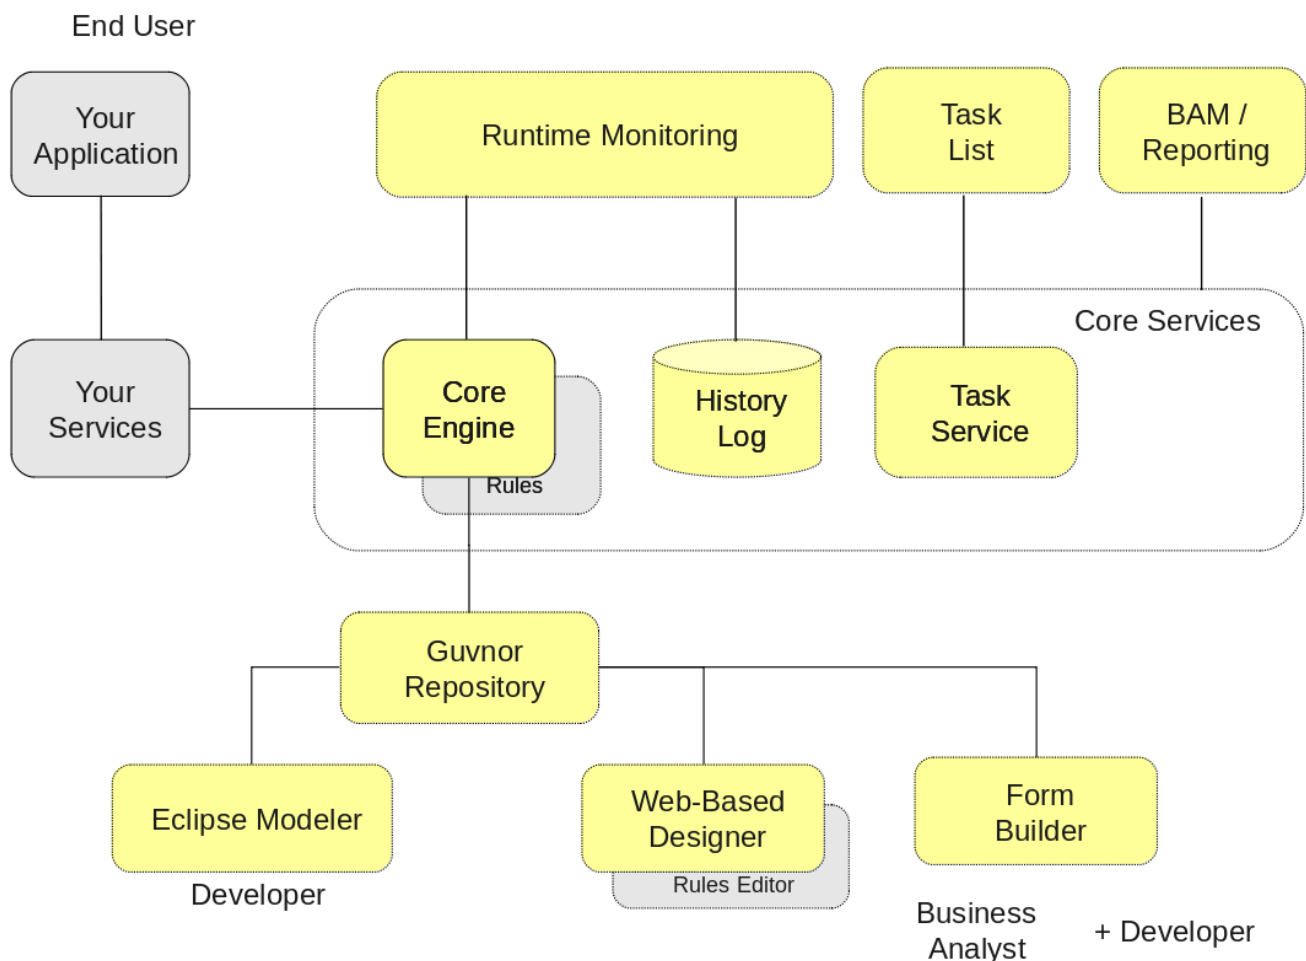 End User
Your
Application
Runtime Monitoring
Task
List
BAM /
Reporting
Core Services
Your
Services
Core
Engine
Rules
History
Log
Task
Service
Guvnor
Repository
Eclipse Modeler
Developer
Web-Based
Designer
Rules Editor
Form
Builder
Business
Analyst
+ Developer